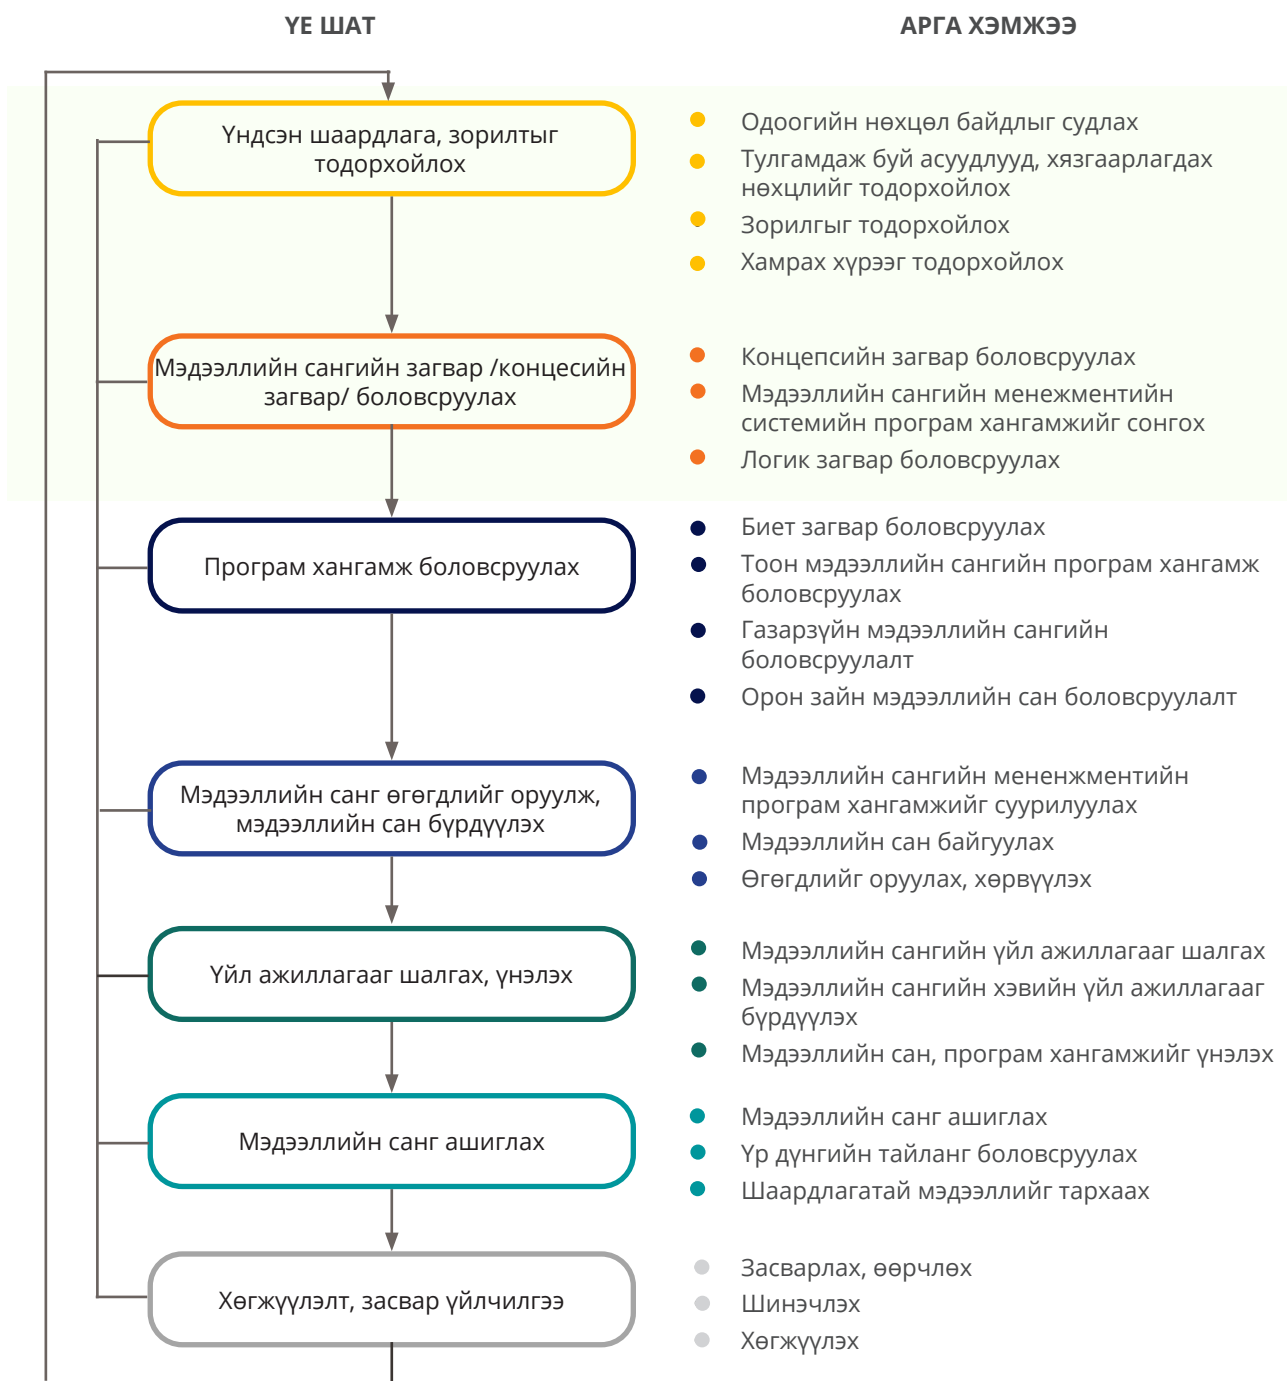 ҮЕ ШАТ
АРГА ХЭМЖЭЭ
Үндсэн шаардлага, зорилтыг
тодорхойлох
Одоогийн нөхцөл байдлыг судлах
Тулгамдаж буй асуудлууд, хязгаарлагдах
нөхцлийг тодорхойлох
Зорилгыг тодорхойлох
Хамрах хүрээг тодорхойлох
Мэдээллийн сангийн загвар /концесийн
загвар/ боловсруулах
Концепсийн загвар боловсруулах
Мэдээллийн сангийн менежментийн
системийн програм хангамжийг сонгох
Логик загвар боловсруулах
Програм хангамж боловсруулах
Биет загвар боловсруулах
Тоон мэдээллийн сангийн програм хангамж
боловсруулах
Газарзүйн мэдээллийн сангийн
боловсруулалт
Орон зайн мэдээллийн сан боловсруулалт
Мэдээллийн санг өгөгдлийг оруулж,
мэдээллийн сан бүрдүүлэх
Мэдээллийн сангийн мененжментийн
програм хангамжийг суурилуулах
Мэдээллийн сан байгуулах
Өгөгдлийг оруулах, хөрвүүлэх
Үйл ажиллагааг шалгах, үнэлэх
Мэдээллийн сангийн үйл ажиллагааг шалгах
Мэдээллийн сангийн хэвийн үйл ажиллагааг
бүрдүүлэх
Мэдээллийн сан, програм хангамжийг үнэлэх
Мэдээллийн санг ашиглах
Мэдээллийн санг ашиглах
Үр дүнгийн тайланг боловсруулах
Шаардлагатай мэдээллийг тархаах
Хөгжүүлэлт, засвар үйлчилгээ
Засварлах, өөрчлөх
Шинэчлэх
Хөгжүүлэх